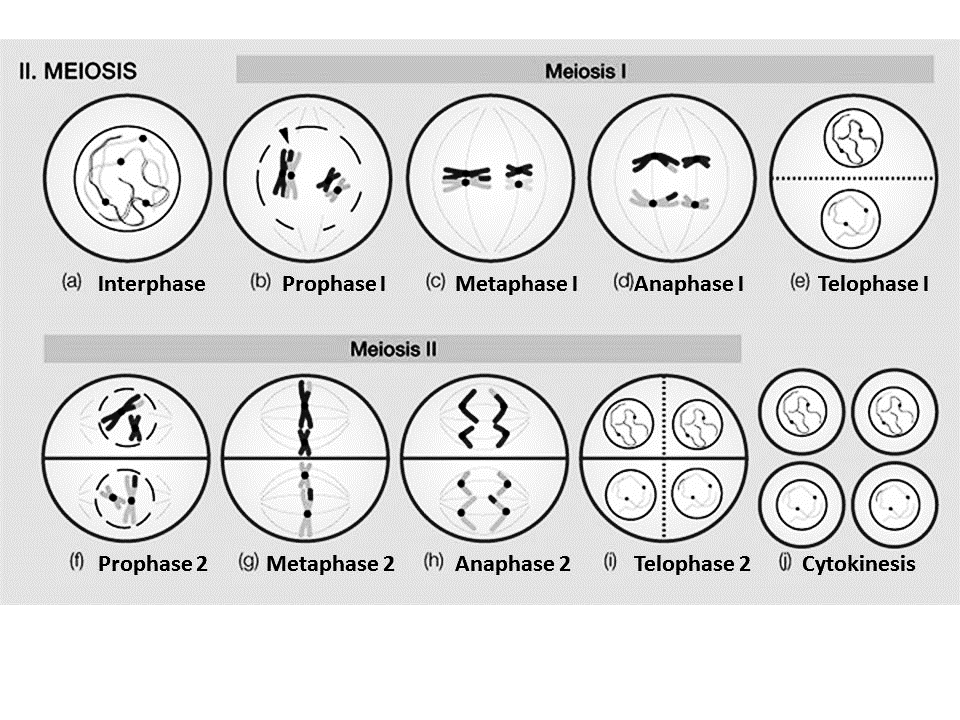 II. MEIOSIS
Meiosis I
(a) Interphase
(b) Prophase I
(c) Metaphase I
(d)Anaphase I
(e) Telophase I
Meiosis II
(f) Prophase 2
(g) Metaphase 2
(h) Anaphase 2
(i) Telophase 2
(j) Cytokinesis